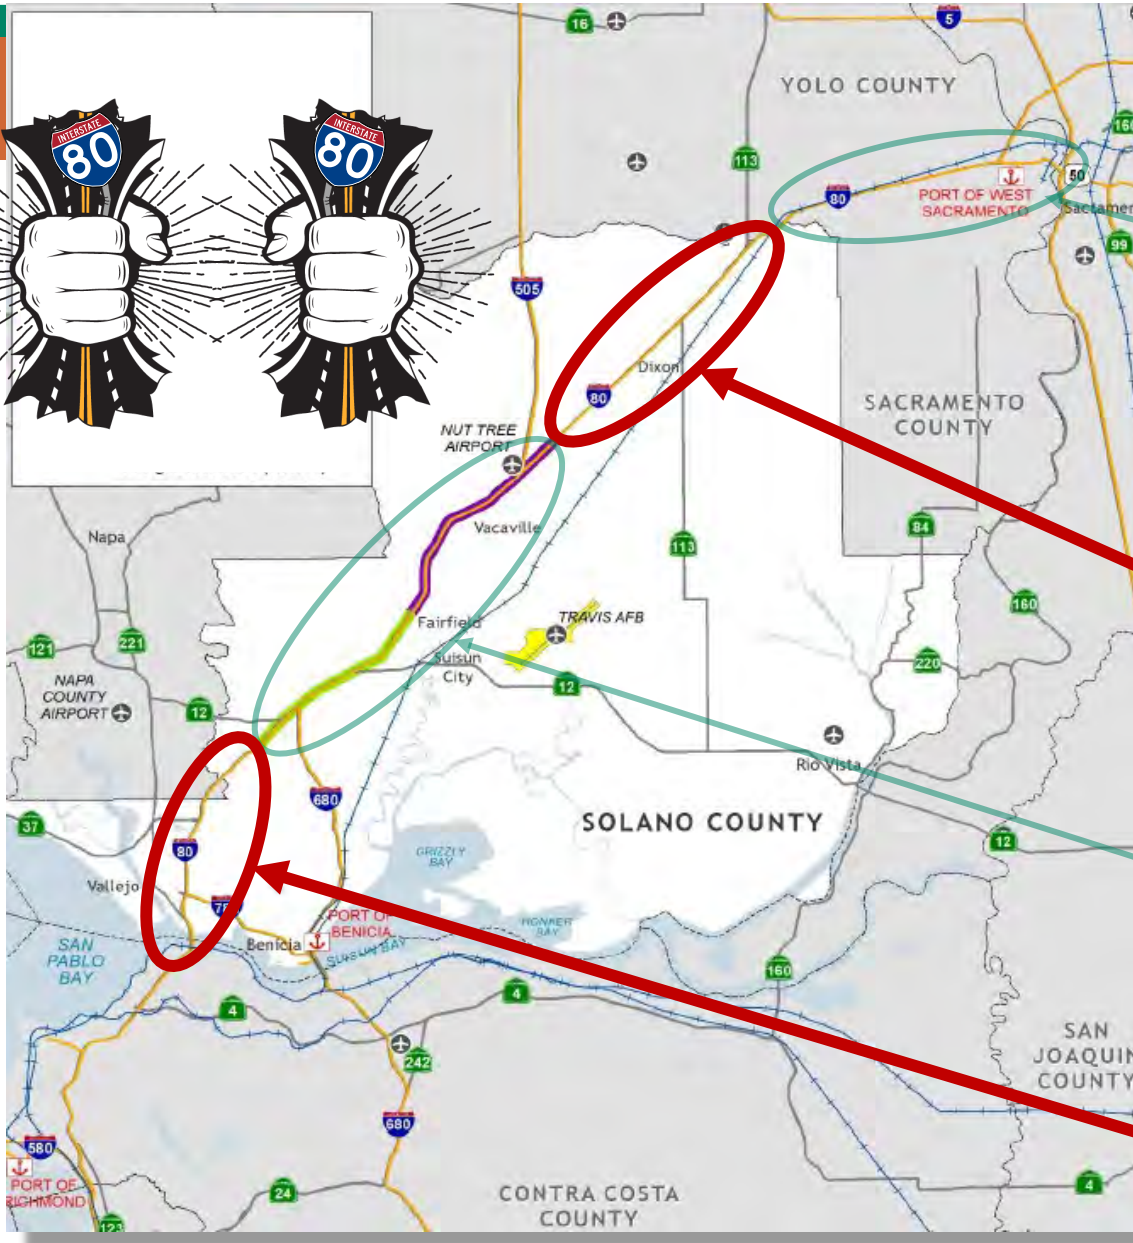 16
5
YOLO COUNTY
INTERSTATE
80
INTERSTATE
80
113
80
PORT OF WEST
SACRAMENTO
50
99
505
Dixon
80
SACRAMENTO
COUNTY
NUT TREE
AIRPORT
Vacaville
84
Napa
113
160
121
221
Fairfield
TRAVIS AFB
Suisun
City
220
NAPA
COUNTY
AIRPORT
12
12
Rio Vista
680
37
80
SOLANO COUNTY
12
GRIZZLY
BAY
Vallejo
PORT OF
BENICIA
HONKER
BAY
Benicia
SUISUN BAY
SAN
PABLO
BAY
160
4
4
SAN
JOAQUIN
COUNTY
242
680
580
PORT OF
RICHMOND
24
4
CONTRA COSTA
COUNTY
123